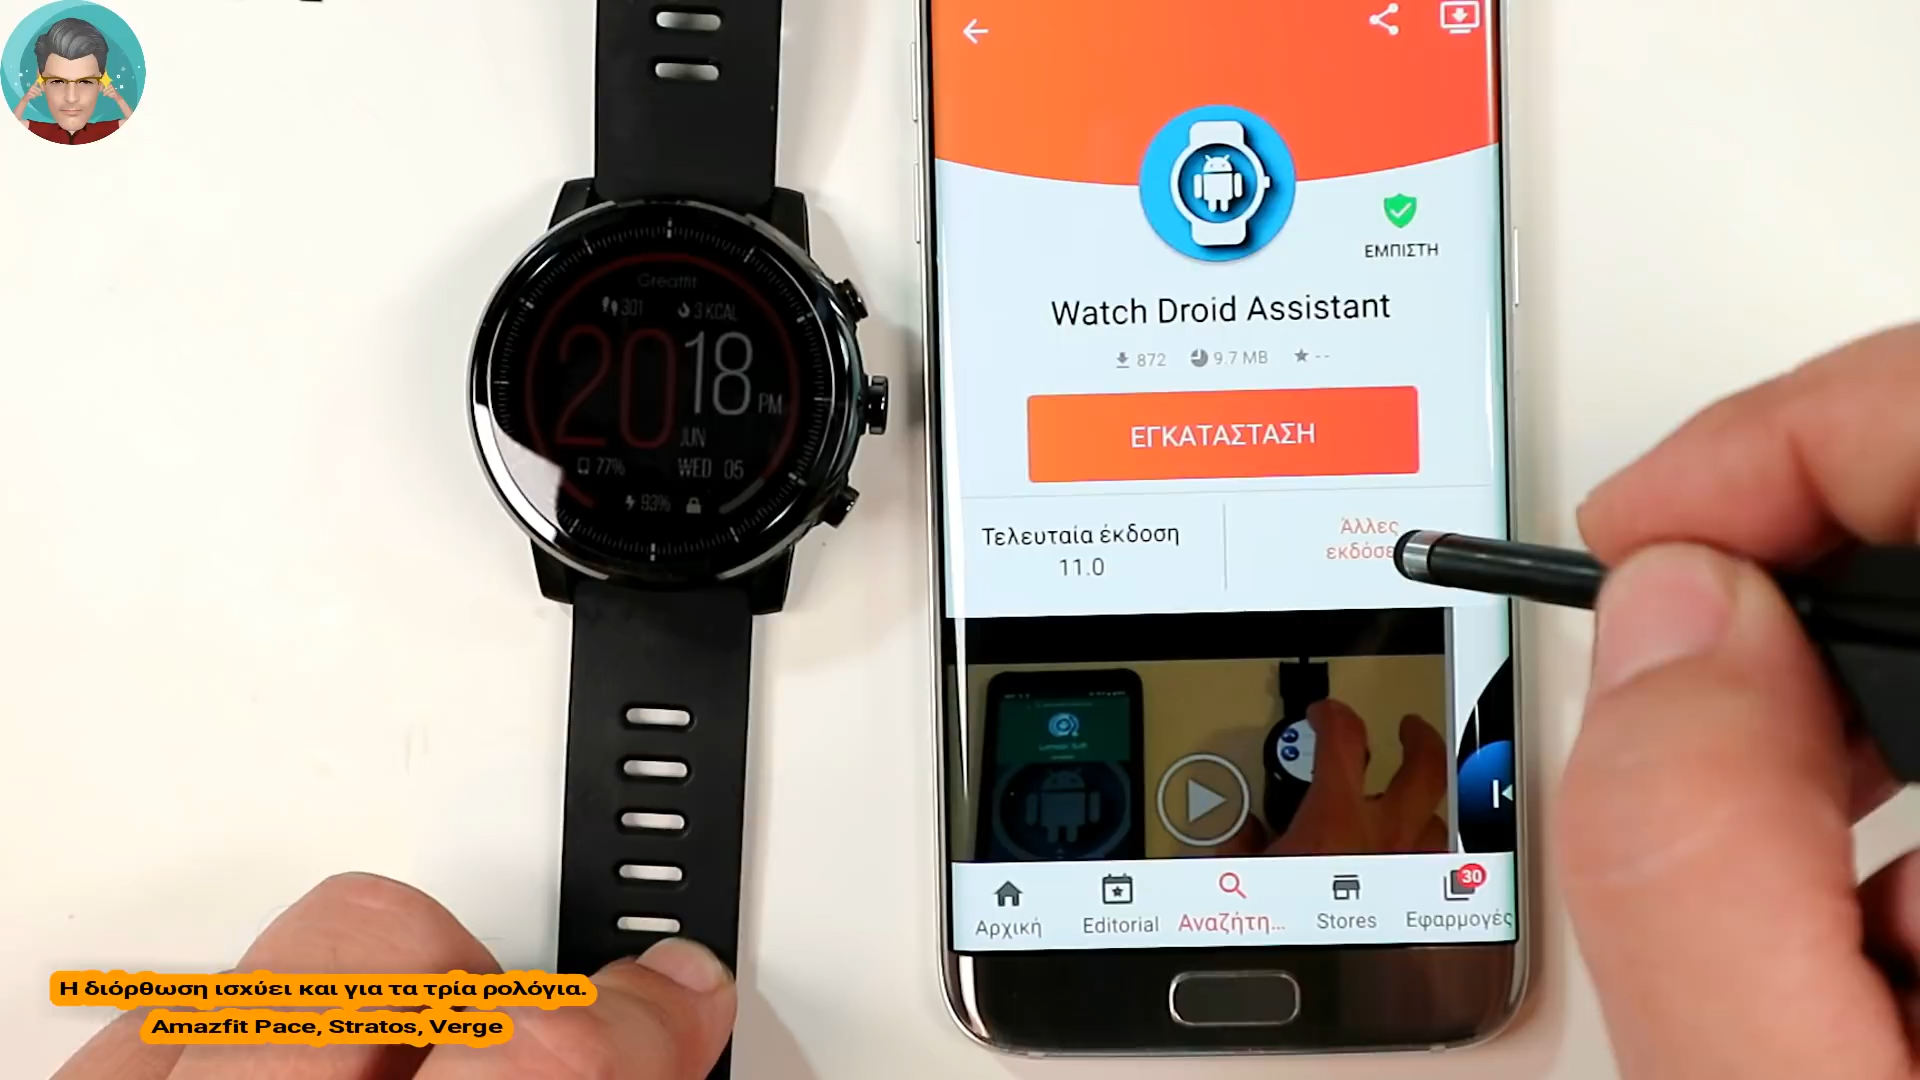 Greatfit
301
3 KCAL
2018 PM
JUN
77%
WED 05
93%
ΕΜΠΙΣΤΗ
Watch Droid Assistant
872
9.7 MB
--
ΕΓΚΑΤΑΣΤΑΣΗ
Τελευταία έκδοση
11.0
Άλλες
εκδόσε
Αρχική
Editorial
Αναζήτη...
Stores
30
Εφαρμογές
Η διόρθωση ισχύει και για τα τρία ρολόγια.
Amazfit Pace, Stratos, Verge